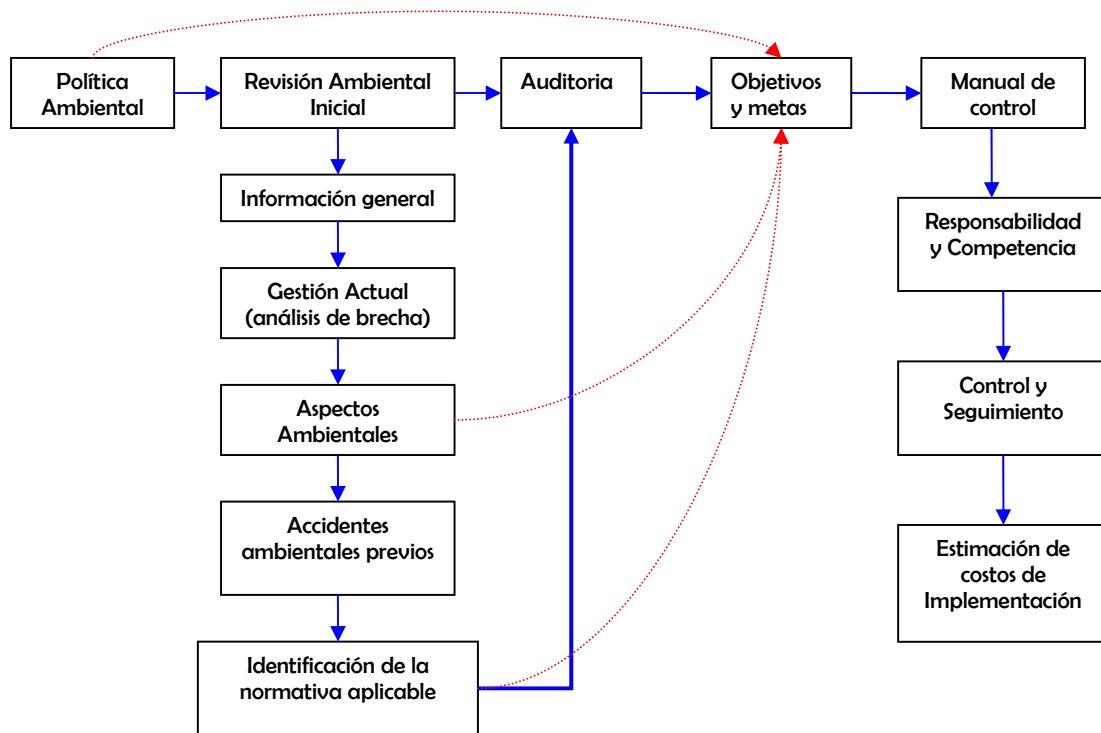 Política
Ambiental
Revisión Ambiental
Inicial
Auditoria
Objetivos
y metas
Manual de
control
Información general
Gestión Actual
(análisis de brecha)
Aspectos
Ambientales
Accidentes
ambientales previos
Identificación de la
normativa aplicable
Responsabilidad
y Competencia
Control y
Seguimiento
Estimación de
costos de
Implementación